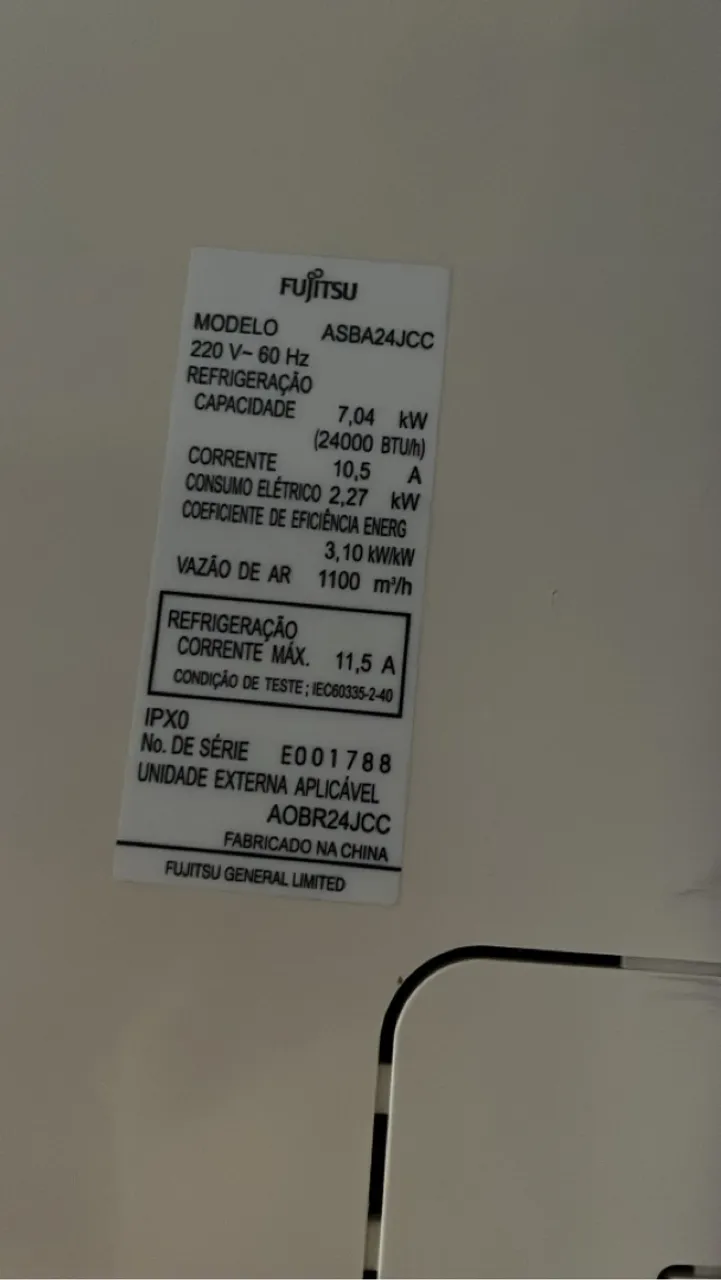 FUJITSU
MODELO ASBA24JCC
220 V~ 60 Hz
REFRIGERAÇÃO
CAPACIDADE 7,04 kW
(24000 BTU/h)
CORRENTE 10,5 A
CONSUMO ELÉTRICO 2,27 kW
COEFICIENTE DE EFICIÊNCIA ENERG
3,10 kW/kW
VAZÃO DE AR 1100 m³/h
REFRIGERAÇÃO
CORRENTE MÁX. 11,5 A
CONDIÇÃO DE TESTE ; IEC60335-2-40
IPX0
No. DE SÉRIE E001788
UNIDADE EXTERNA APLICÁVEL
AOBR24JCC
FABRICADO NA CHINA
FUJITSU GENERAL LIMITED